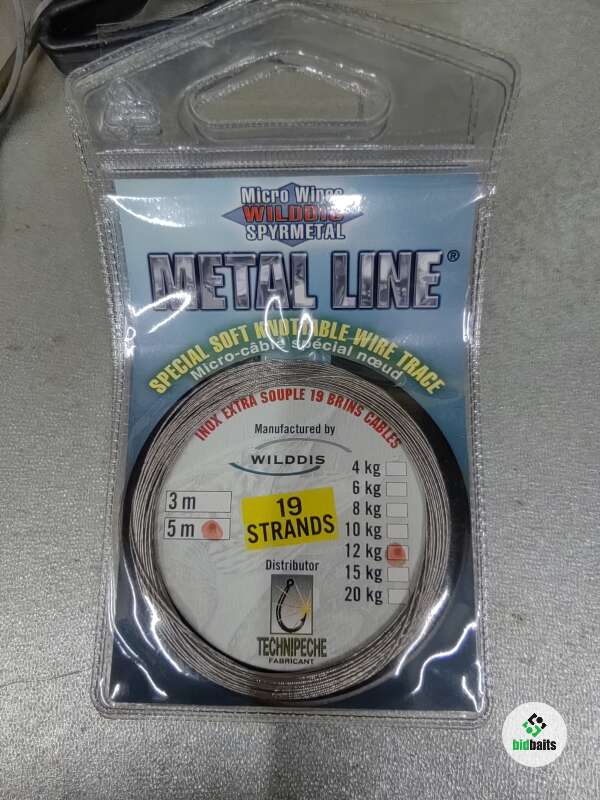 Micro Wires
WILDDIS
SPYRMETAL
METAL LINE®
SPECIAL SOFT KNOTTABLE WIRE TRACE
Micro-câble spécial nœud
INOX EXTRA SOUPLE 19 BRINS CABLES
Manufactured by
WILDDIS
3 m
5 m
19
STRANDS
4 kg
6 kg
8 kg
10 kg
12 kg
15 kg
20 kg
Distributor
TECHNIPECHE
FABRICANT
bidbaits